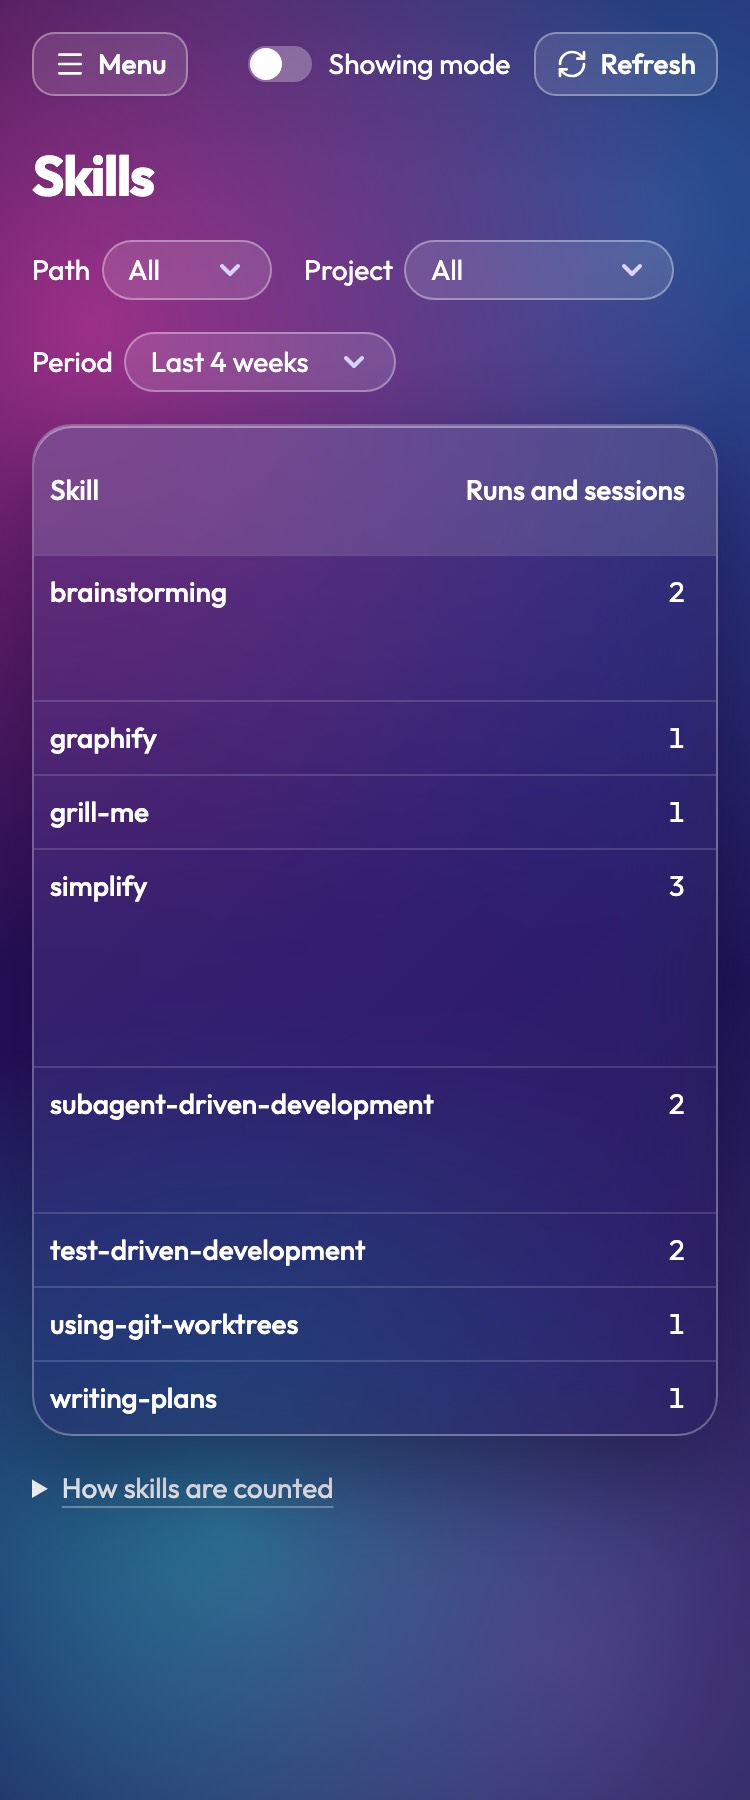 Menu Showing mode Refresh
Skills
Path All Project All
Period Last 4 weeks
Skill Runs and sessions
brainstorming 2
graphify 1
grill-me 1
simplify 3
subagent-driven-development 2
test-driven-development 2
using-git-worktrees 1
writing-plans 1
How skills are counted